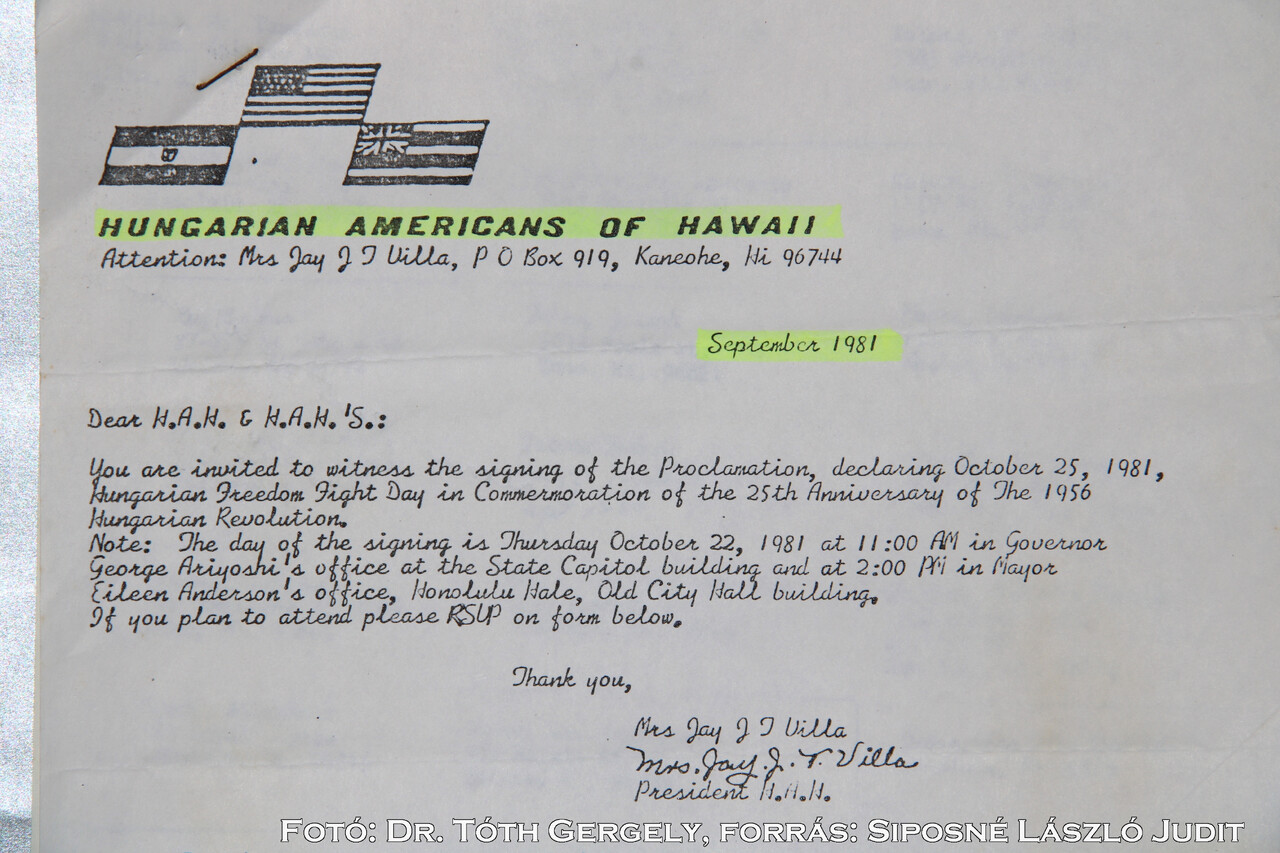 HUNGARIAN AMERICANS OF HAWAII
Attention: Mrs Jay J T Villa, P O Box 919, Kaneohe, Hi 96744
September 1981
Dear H.A.H. & H.A.H.'S.:
You are invited to witness the signing of the Proclamation, declaring October 25, 1981,
Hungarian Freedom Fight Day in Commermoration of the 25th Anniversary of The 1956
Hungarian Revolution.
Note: The day of the signing is Thursday October 22, 1981 at 11:00 AM in Governor
George Ariyoshi's office at the State Capitol building and at 2:00 PM in Mayor
Eileen Anderson's office, Honolulu Hale, Old City Hall building.
If you plan to attend please RSVP on form below.
Thank you,
Mrs Jay J T Villa
Mrs. Jay J. T. Villa
President H.A.H.
Fotó: Dr. Tóth Gergely, forrás: Siposné László Judit